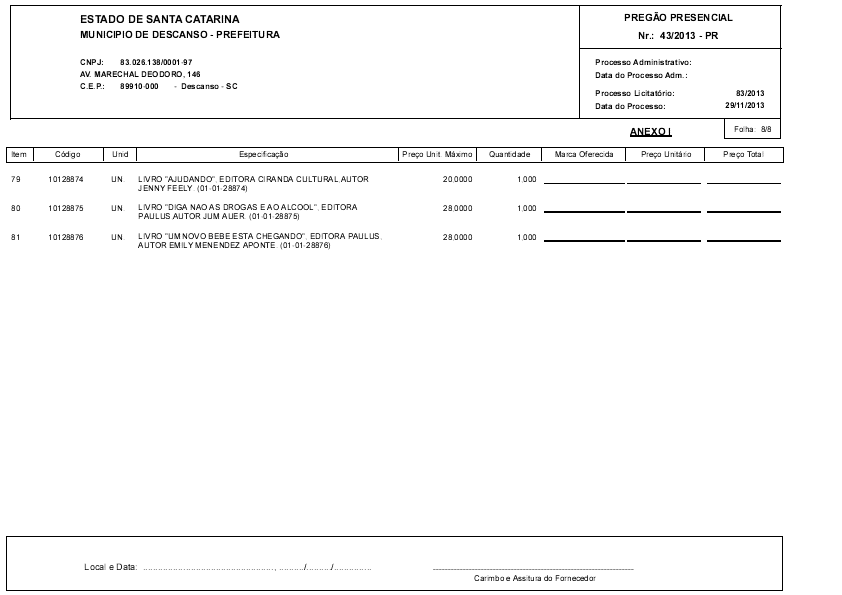 ESTADO DE SANTA CATARINA
MUNICIPIO DE DESCANSO - PREFEITURA
CNPJ: 83.026.138/0001-97
AV. MARECHAL DEODORO, 146
C.E.P.: 89910-000 - Descanso - SC
PREGÃO PRESENCIAL
Nr.: 43/2013 - PR
Processo Administrativo:
Data do Processo Adm.:
Processo Licitatório: 83/2013
Data do Processo: 29/11/2013
ANEXO I
Folha: 8/8
Item Código Unid Especificação Preço Unit. Máximo Quantidade Marca Oferecida Preço Unitário Preço Total
79 10128874 UN. LIVRO "AJUDANDO", EDITORA CIRANDA CULTURAL.AUTOR 20,0000 1,000
JENNY FEELY. (01-01-28874)
80 10128875 UN. LIVRO "DIGA NAO AS DROGAS E AO ALCOOL", EDITORA 28,0000 1,000
PAULUS.AUTOR JUM AUER. (01-01-28875)
81 10128876 UN. LIVRO "UM NOVO BEBE ESTA CHEGANDO", EDITORA PAULUS, 28,0000 1,000
AUTOR EMILY MENENDEZ APONTE. (01-01-28876)
Local e Data: ......................................................, ........../........../...............
Carimbo e Assitura do Fornecedor